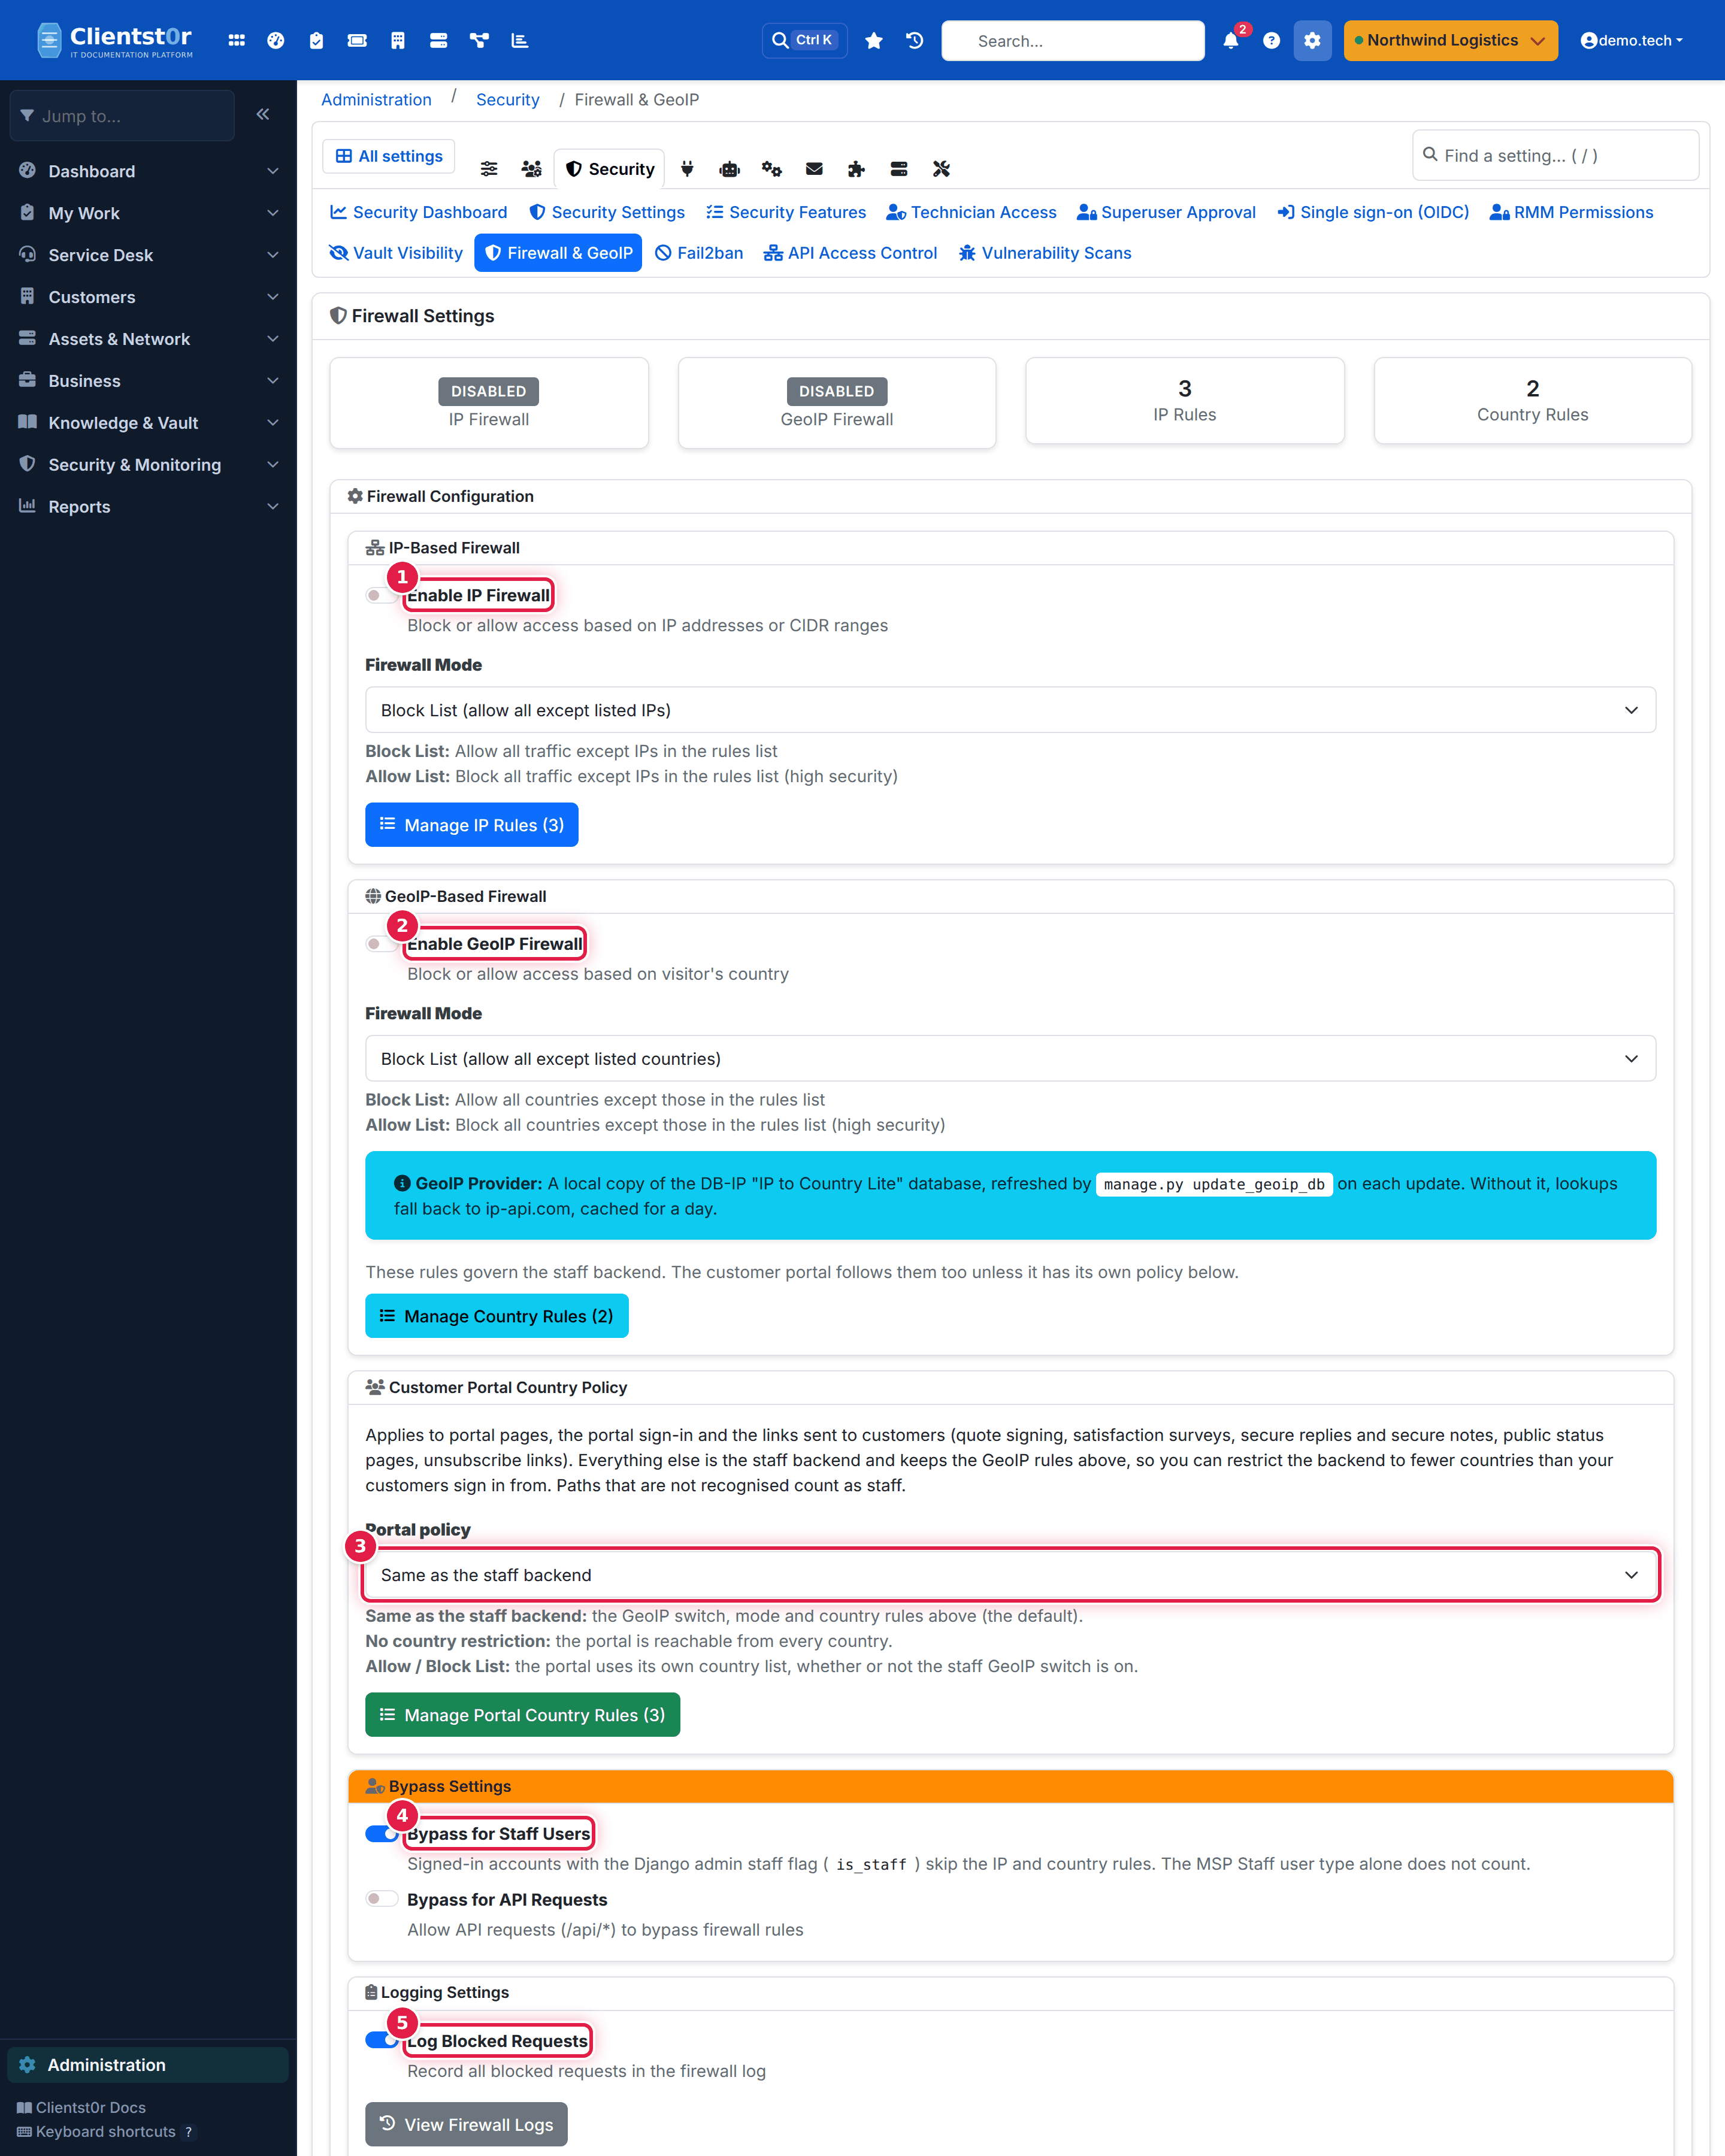 Clientst0r
IT DOCUMENTATION PLATFORM
Ctrl K
Search...
2
Northwind Logistics
demo.tech
Jump to...
Dashboard
My Work
Service Desk
Customers
Assets & Network
Business
Knowledge & Vault
Security & Monitoring
Reports
Administration
Clientst0r Docs
Keyboard shortcuts ?
Administration / Security / Firewall & GeoIP
All settings
Security
Find a setting... ( / )
Security Dashboard
Security Settings
Security Features
Technician Access
Superuser Approval
Single sign-on (OIDC)
RMM Permissions
Vault Visibility
Firewall & GeoIP
Fail2ban
API Access Control
Vulnerability Scans
Firewall Settings
DISABLED
IP Firewall
DISABLED
GeoIP Firewall
3
IP Rules
2
Country Rules
Firewall Configuration
IP-Based Firewall
1
Enable IP Firewall
Block or allow access based on IP addresses or CIDR ranges
Firewall Mode
Block List (allow all except listed IPs)
Block List: Allow all traffic except IPs in the rules list
Allow List: Block all traffic except IPs in the rules list (high security)
Manage IP Rules (3)
GeoIP-Based Firewall
2
Enable GeoIP Firewall
Block or allow access based on visitor's country
Firewall Mode
Block List (allow all except listed countries)
Block List: Allow all countries except those in the rules list
Allow List: Block all countries except those in the rules list (high security)
GeoIP Provider: A local copy of the DB-IP "IP to Country Lite" database, refreshed by manage.py update_geoip_db on each update. Without it, lookups
fall back to ip-api.com, cached for a day.
These rules govern the staff backend. The customer portal follows them too unless it has its own policy below.
Manage Country Rules (2)
Customer Portal Country Policy
Applies to portal pages, the portal sign-in and the links sent to customers (quote signing, satisfaction surveys, secure replies and secure notes, public status
pages, unsubscribe links). Everything else is the staff backend and keeps the GeoIP rules above, so you can restrict the backend to fewer countries than your
customers sign in from. Paths that are not recognised count as staff.
Portal policy
3
Same as the staff backend
Same as the staff backend: the GeoIP switch, mode and country rules above (the default).
No country restriction: the portal is reachable from every country.
Allow / Block List: the portal uses its own country list, whether or not the staff GeoIP switch is on.
Manage Portal Country Rules (3)
Bypass Settings
4
Bypass for Staff Users
Signed-in accounts with the Django admin staff flag ( is_staff ) skip the IP and country rules. The MSP Staff user type alone does not count.
Bypass for API Requests
Allow API requests (/api/*) to bypass firewall rules
Logging Settings
5
Log Blocked Requests
Record all blocked requests in the firewall log
View Firewall Logs